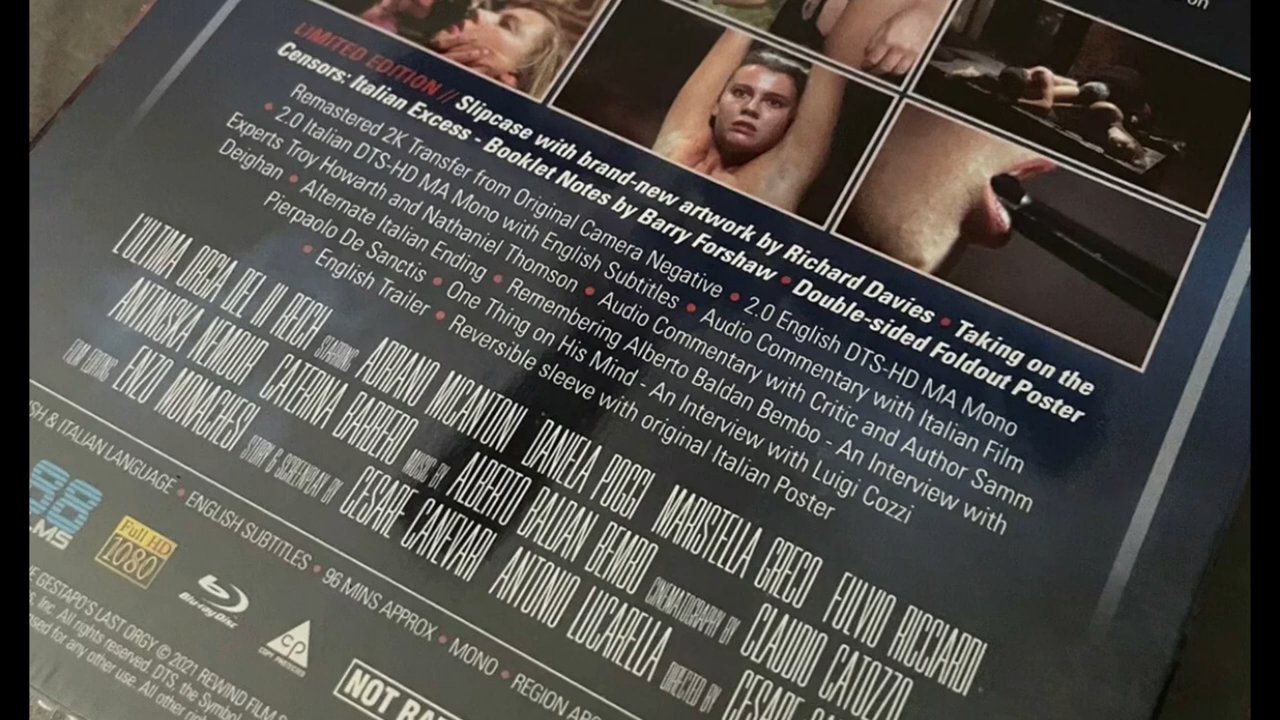 on
LIMITED EDITION // Slipcase with brand-new artwork by Richard Davies • Taking on the
Censors: Italian Excess - Booklet Notes by Barry Forshaw • Double-sided Foldout Poster
Remastered 2K Transfer from Original Camera Negative • 2.0 English DTS-HD MA Mono
• 2.0 Italian DTS-HD MA Mono with English Subtitles • Audio Commentary with Italian Film
Experts Troy Howarth and Nathaniel Thomson • Audio Commentary with Critic and Author Samm
Deighan • Alternate Italian Ending • Remembering Alberto Baldan Bembo - An Interview with
Pierpaolo De Sanctis • One Thing on His Mind - An Interview with Luigi Cozzi
• English Trailer • Reversible sleeve with original Italian Poster
L'ULTIMA ORGIA DEL III REICH STARRING ADRIANO MICANTONI DANIELA POGGI MARISTELLA GRECO FULVIO RICCIARDI
ANTINISKA NEMOUR CATERINA BARBERO MUSIC BY ALBERTO BALDAN BEMBO CINEMATOGRAPHY BY CLAUDIO CATOZZO
FILM EDITING ENZO MONACHESI STORY & SCREENPLAY BY CESARE CANEVARI ANTONIO LUCARELLA DIRECTED BY CESARE
SH & ITALIAN LANGUAGE • ENGLISH SUBTITLES • 96 MINS APPROX • MONO • REGION
88
LMS
Full HD
1080
Blu-ray Disc
CP
NOT RA
GESTAPO'S LAST ORGY © 2021 REWIND FILM
Inc. All rights reserved. DTS, the Symbol
sed for any other use. All other